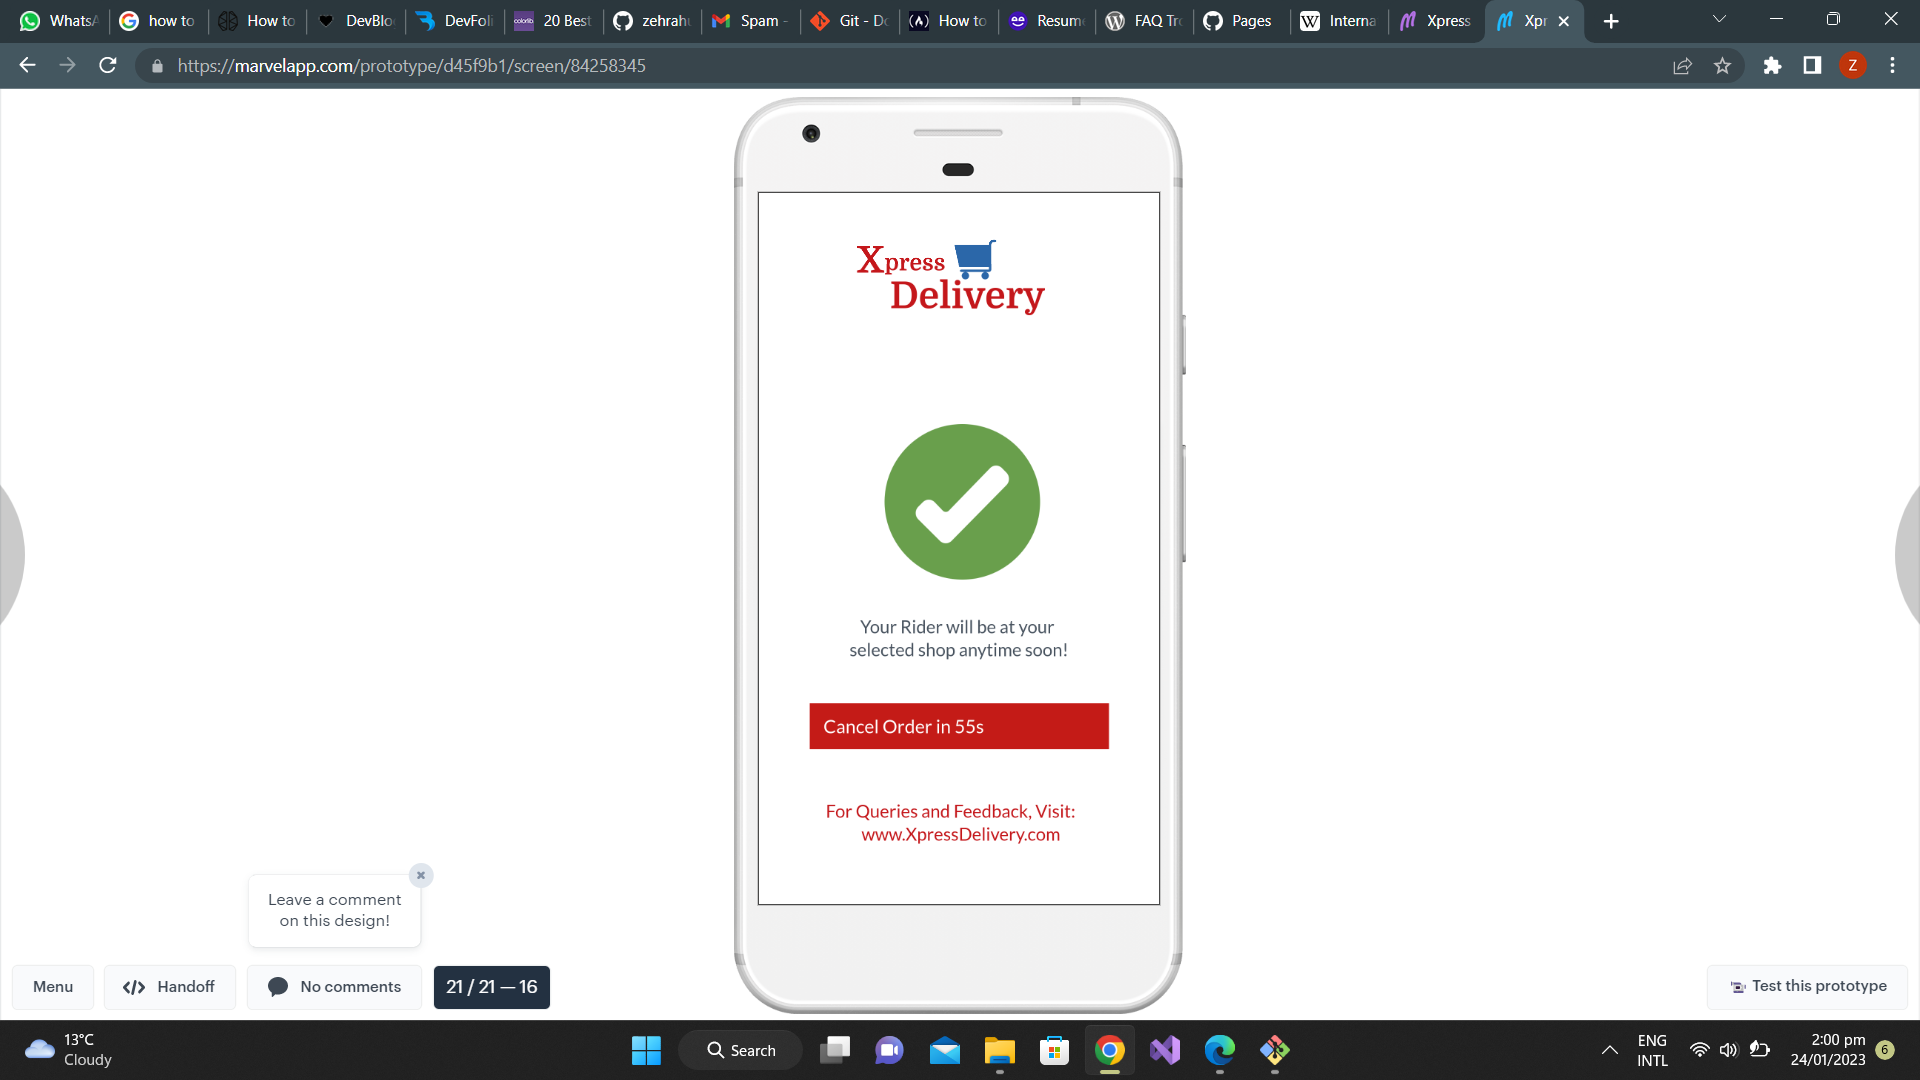 WhatsA
how to
How to
DevBloc
DevFoli
colorlib 20 Best
zehrahu
Spam -
Git - Do
How to
Resume
FAQ Tro
Pages
Interna
Xpress
Xpr
https://marvelapp.com/prototype/d45f9b1/screen/84258345
Z
Xpress
Delivery
Your Rider will be at your
selected shop anytime soon!
Cancel Order in 55s
For Queries and Feedback, Visit:
www.XpressDelivery.com
Leave a comment
on this design!
Menu
Handoff
No comments
21 / 21 — 16
Test this prototype
13°C
Cloudy
Search
ENG
INTL
2:00 pm
24/01/2023
6